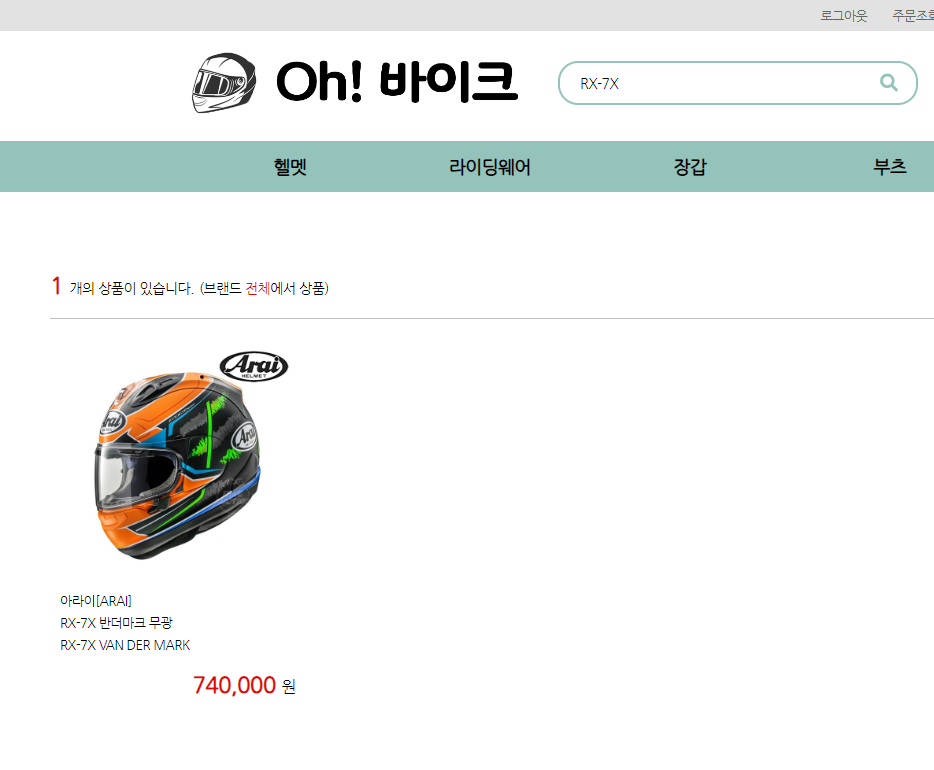 로그아웃 주문조회
Oh! 바이크
RX-7X
헬멧 라이딩웨어 장갑 부츠
1 개의 상품이 있습니다. (브랜드 전체에서 상품)
Arai
HELMET
Arai
Arai
아라이[ARAI]
RX-7X 반더마크 무광
RX-7X VAN DER MARK
740,000 원